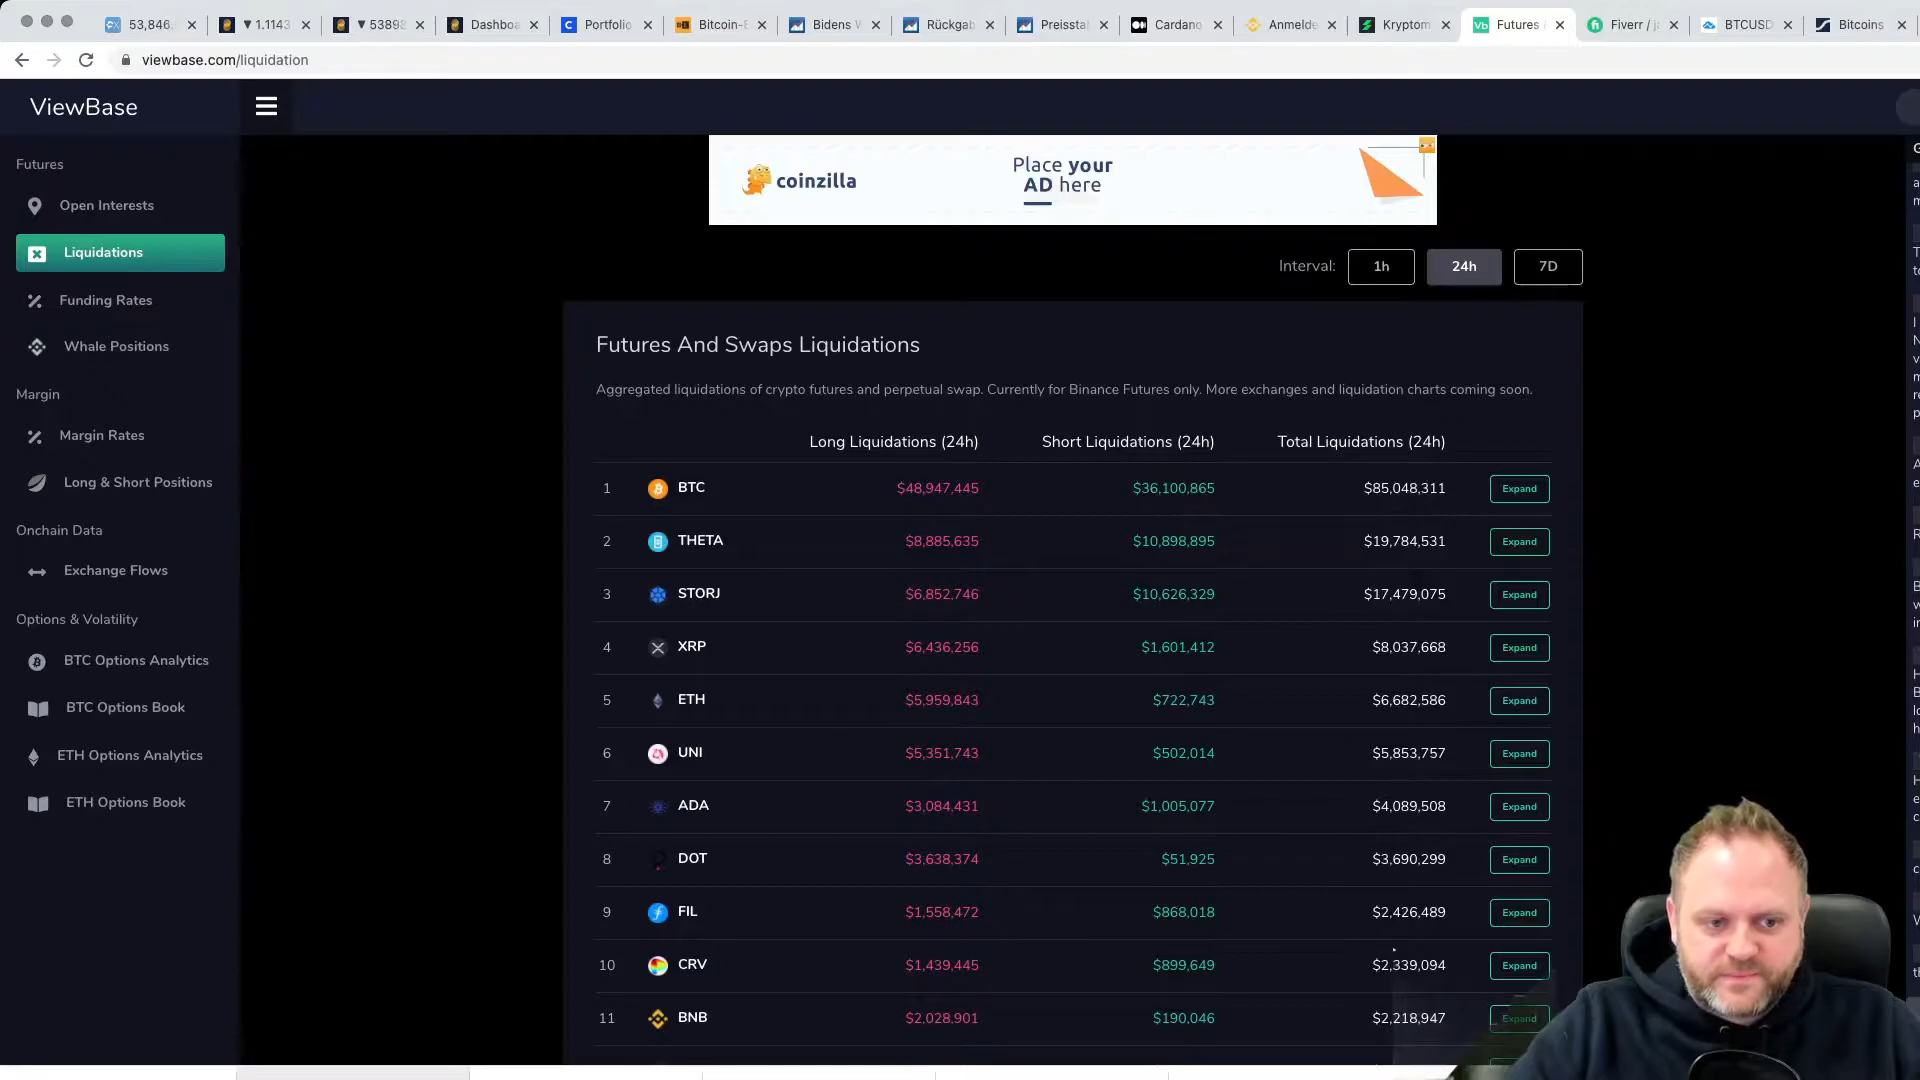 53,846. ▼ 1.1143 ▼ 53893 Dashboa Portfolio Bitcoin-E Bidens W Rückgab Preisstab Cardano Anmelde Kryptom Futures Fiverr / ja BTCUSD Bitcoins
viewbase.com/liquidation
ViewBase
Futures
Open Interests
Liquidations
Funding Rates
Whale Positions
Margin
Margin Rates
Long & Short Positions
Onchain Data
Exchange Flows
Options & Volatility
BTC Options Analytics
BTC Options Book
ETH Options Analytics
ETH Options Book
coinzilla
Place your
AD here
Interval: 1h 24h 7D
Futures And Swaps Liquidations
Aggregated liquidations of crypto futures and perpetual swap. Currently for Binance Futures only. More exchanges and liquidation charts coming soon.
Long Liquidations (24h) Short Liquidations (24h) Total Liquidations (24h)
1 BTC $48,947,445 $36,100,865 $85,048,311 Expand
2 THETA $8,885,635 $10,898,895 $19,784,531 Expand
3 STORJ $6,852,746 $10,626,329 $17,479,075 Expand
4 XRP $6,436,256 $1,601,412 $8,037,668 Expand
5 ETH $5,959,843 $722,743 $6,682,586 Expand
6 UNI $5,351,743 $502,014 $5,853,757 Expand
7 ADA $3,084,431 $1,005,077 $4,089,508 Expand
8 DOT $3,638,374 $51,925 $3,690,299 Expand
9 FIL $1,558,472 $868,018 $2,426,489 Expand
10 CRV $1,439,445 $899,649 $2,339,094 Expand
11 BNB $2,028,901 $190,046 $2,218,947 Expand